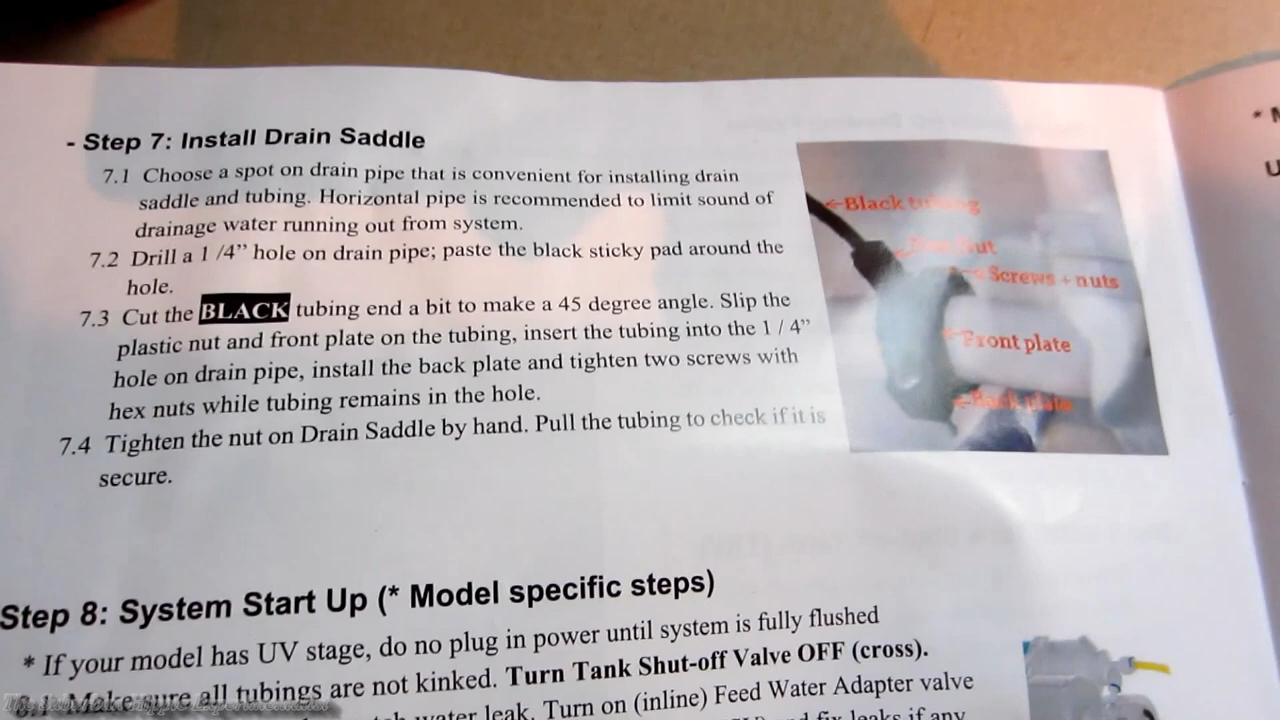 - Step 7: Install Drain Saddle
7.1 Choose a spot on drain pipe that is convenient for installing drain
saddle and tubing. Horizontal pipe is recommended to limit sound of
drainage water running out from system.
7.2 Drill a 1 /4” hole on drain pipe; paste the black sticky pad around the
hole.
7.3 Cut the BLACK tubing end a bit to make a 45 degree angle. Slip the
plastic nut and front plate on the tubing, insert the tubing into the 1 / 4”
hole on drain pipe, install the back plate and tighten two screws with
hex nuts while tubing remains in the hole.
7.4 Tighten the nut on Drain Saddle by hand. Pull the tubing to check if it is
secure.
Black tubing
Nut
Screws + nuts
Front plate
Back plate
Step 8: System Start Up (* Model specific steps)
* If your model has UV stage, do no plug in power until system is fully flushed
8.1 Make sure all tubings are not kinked. Turn Tank Shut-off Valve OFF (cross).
water leak. Turn on (inline) Feed Water Adapter valve
and fix leaks if any